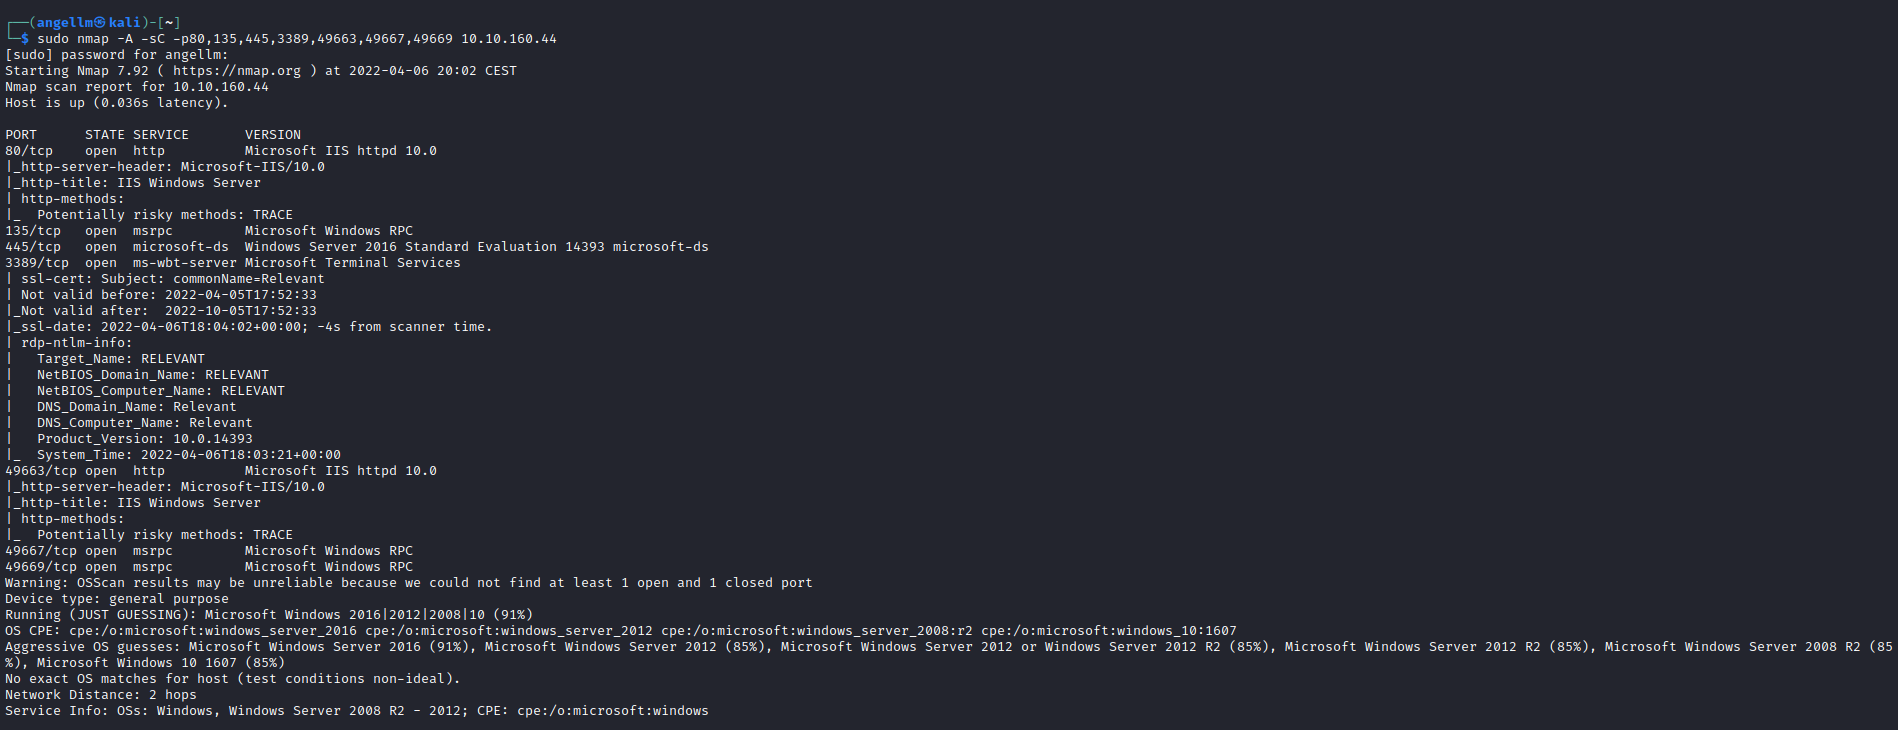 ┌──(angellm㉿kali)-[~]
└─$ sudo nmap -A -sC -p80,135,445,3389,49663,49667,49669 10.10.160.44
[sudo] password for angellm:
Starting Nmap 7.92 ( https://nmap.org ) at 2022-04-06 20:02 CEST
Nmap scan report for 10.10.160.44
Host is up (0.036s latency).

PORT      STATE SERVICE       VERSION
80/tcp    open  http          Microsoft IIS httpd 10.0
|_http-server-header: Microsoft-IIS/10.0
|_http-title: IIS Windows Server
| http-methods:
|_  Potentially risky methods: TRACE
135/tcp   open  msrpc         Microsoft Windows RPC
445/tcp   open  microsoft-ds  Windows Server 2016 Standard Evaluation 14393 microsoft-ds
3389/tcp  open  ms-wbt-server Microsoft Terminal Services
| ssl-cert: Subject: commonName=Relevant
| Not valid before: 2022-04-05T17:52:33
|_Not valid after:  2022-10-05T17:52:33
|_ssl-date: 2022-04-06T18:04:02+00:00; -4s from scanner time.
| rdp-ntlm-info:
|   Target_Name: RELEVANT
|   NetBIOS_Domain_Name: RELEVANT
|   NetBIOS_Computer_Name: RELEVANT
|   DNS_Domain_Name: Relevant
|   DNS_Computer_Name: Relevant
|   Product_Version: 10.0.14393
|_  System_Time: 2022-04-06T18:03:21+00:00
49663/tcp open  http          Microsoft IIS httpd 10.0
|_http-server-header: Microsoft-IIS/10.0
|_http-title: IIS Windows Server
| http-methods:
|_  Potentially risky methods: TRACE
49667/tcp open  msrpc         Microsoft Windows RPC
49669/tcp open  msrpc         Microsoft Windows RPC
Warning: OSScan results may be unreliable because we could not find at least 1 open and 1 closed port
Device type: general purpose
Running (JUST GUESSING): Microsoft Windows 2016|2012|2008|10 (91%)
OS CPE: cpe:/o:microsoft:windows_server_2016 cpe:/o:microsoft:windows_server_2012 cpe:/o:microsoft:windows_server_2008:r2 cpe:/o:microsoft:windows_10:1607
Aggressive OS guesses: Microsoft Windows Server 2016 (91%), Microsoft Windows Server 2012 (85%), Microsoft Windows Server 2012 or Windows Server 2012 R2 (85%), Microsoft Windows Server 2012 R2 (85%), Microsoft Windows Server 2008 R2 (85
%), Microsoft Windows 10 1607 (85%)
No exact OS matches for host (test conditions non-ideal).
Network Distance: 2 hops
Service Info: OSs: Windows, Windows Server 2008 R2 - 2012; CPE: cpe:/o:microsoft:windows